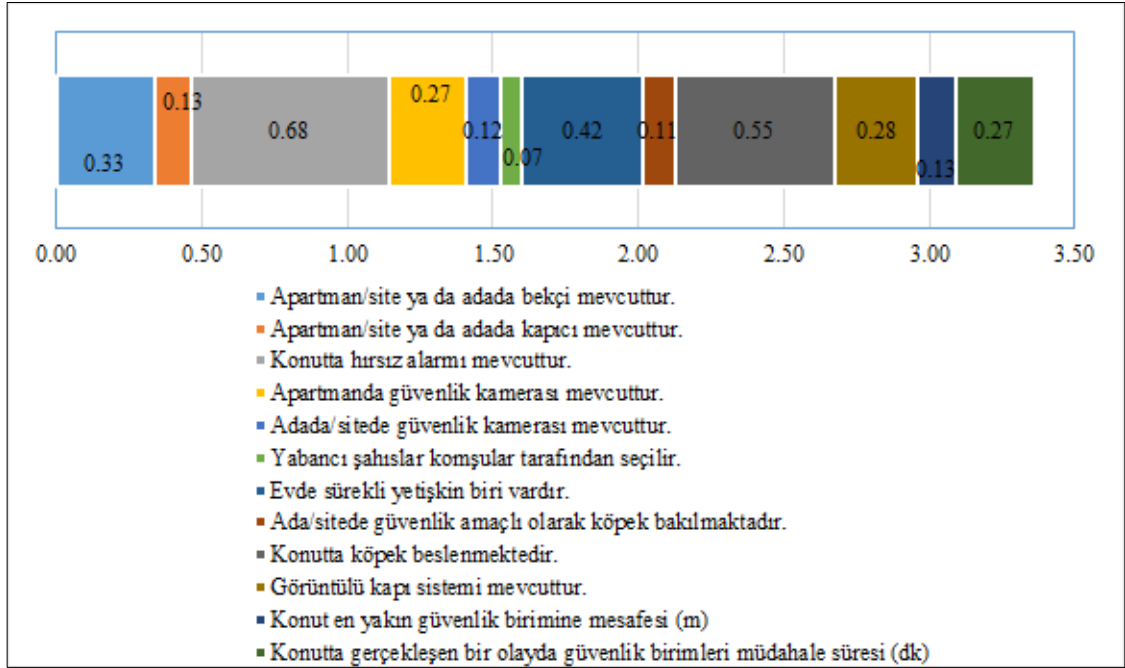 0.33 0.13 0.68 0.27 0.12 0.07 0.42 0.11 0.55 0.28 0.13 0.27
0.00 0.50 1.00 1.50 2.00 2.50 3.00 3.50
Apartman/site ya da adada bekçi mevcuttur.
Apartman/site ya da adada kapıcı mevcuttur.
Konutta hırsız alarmı mevcuttur.
Apartmanda güvenlik kamerası mevcuttur.
Adada/sitede güvenlik kamerası mevcuttur.
Yabancı şahıslar komşular tarafından seçilir.
Evde sürekli yetişkin biri vardır.
Ada/sitede güvenlik amaçlı olarak köpek bakılmaktadır.
Konutta köpek beslenmektedir.
Görüntülü kapı sistemi mevcuttur.
Konut en yakın güvenlik birimine mesafesi (m)
Konutta gerçekleşen bir olayda güvenlik birimleri müdahale süresi (dk)